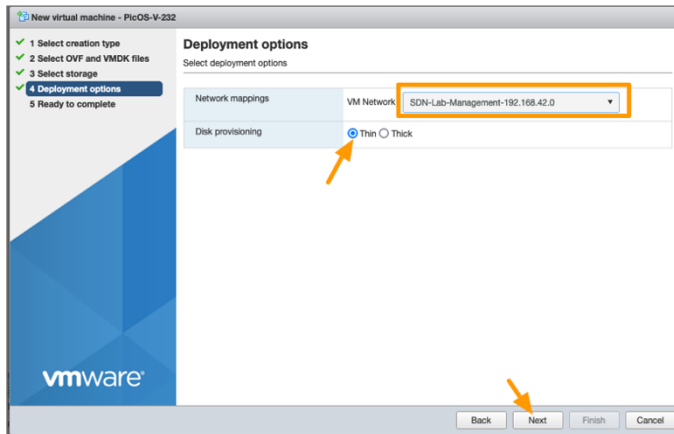 New virtual machine - PicOS-V-232
1 Select creation type
2 Select OVF and VMDK files
3 Select storage
4 Deployment options
5 Ready to complete
Deployment options
Select deployment options
Network mappings
VM Network SDN-Lab-Management-192.168.42.0
Disk provisioning
Thin Thick
vmware®
Back Next Finish Cancel